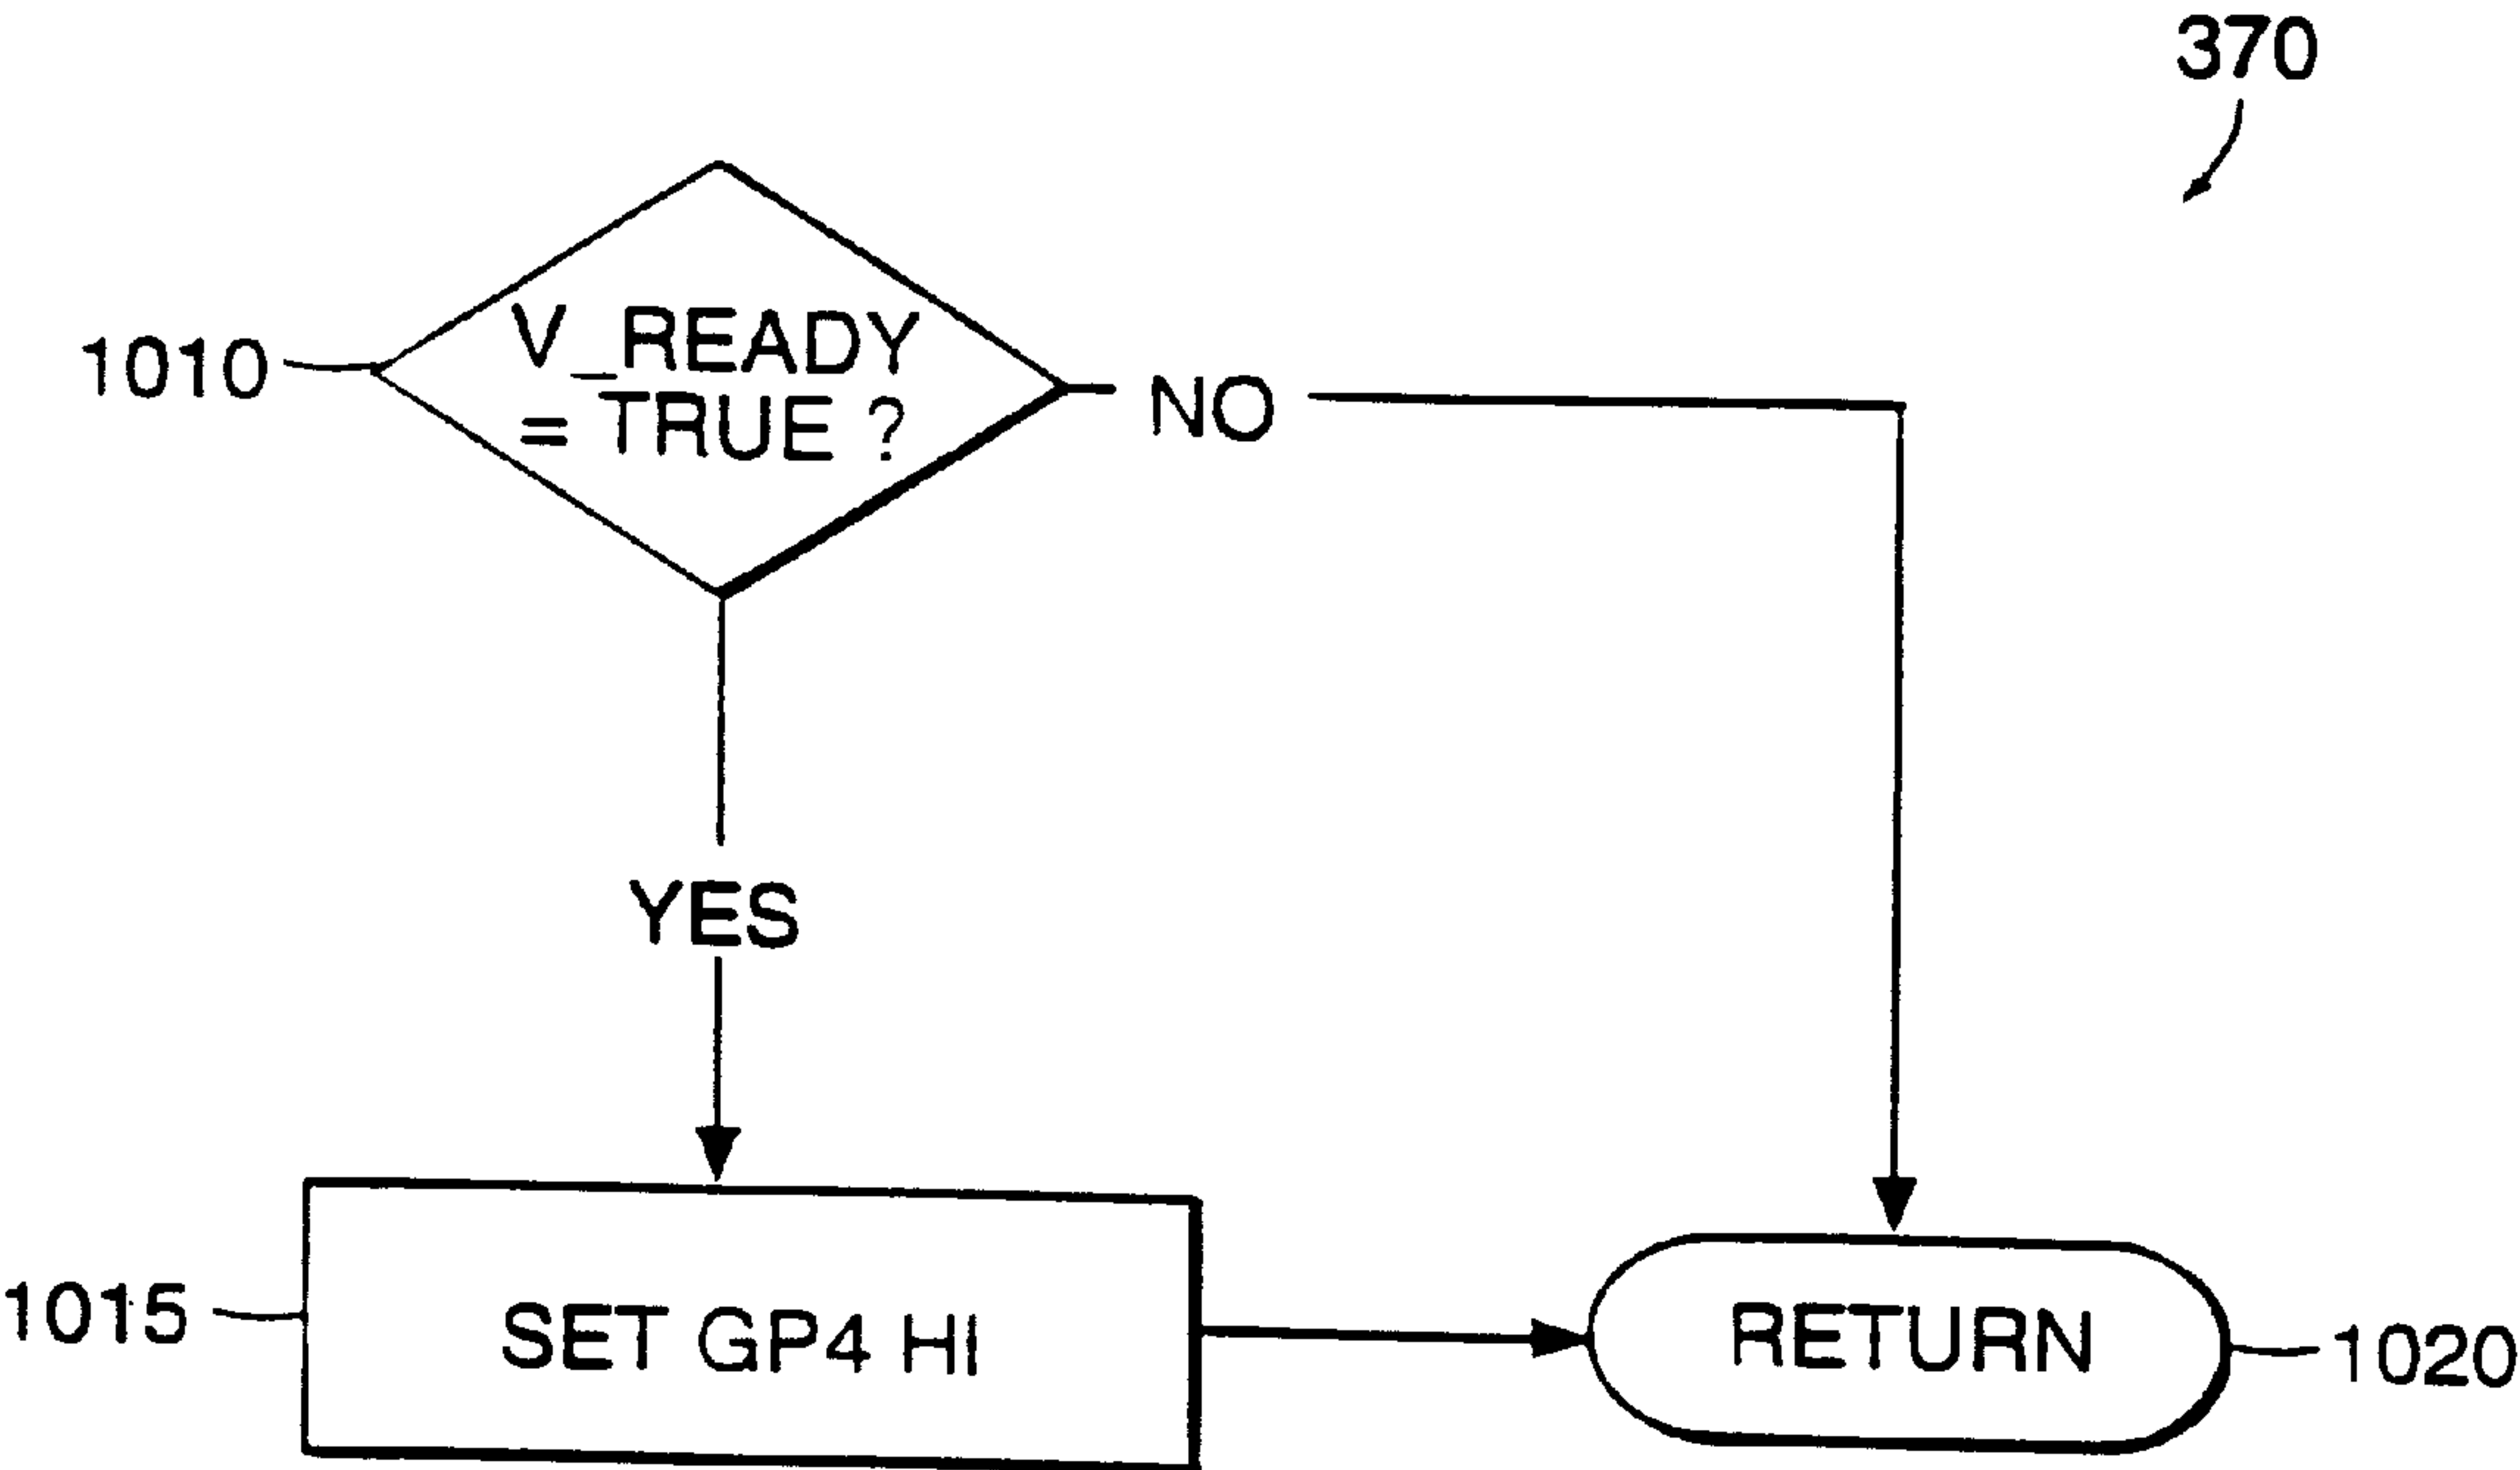 370
1010
V_READY
= TRUE ?
NO
YES
1015
SET GP4 HI
RETURN
1020